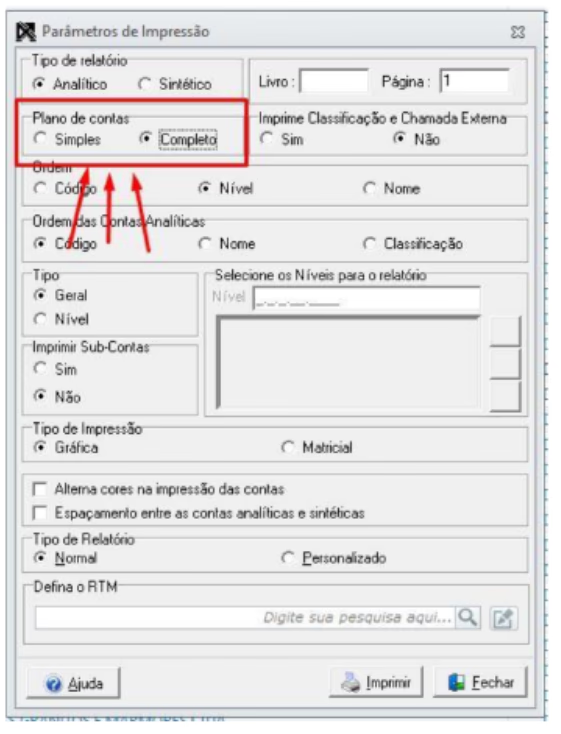 Parâmetros de Impressão
Tipo de relatório
Analítico Sintético
Livro : Página : 1
Plano de contas
Simples Completo
Imprime Classificação e Chamada Externa
Sim Não
Ordem
Código Nível Nome
Ordem das Contas Analíticas
Código Nome Classificação
Tipo
Geral
Nível
Selecione os Níveis para o relatório
Nível _._._.__.____
Imprimir Sub-Contas
Sim
Não
Tipo de Impressão
Gráfica Matricial
Alterna cores na impressão das contas
Espaçamento entre as contas analíticas e sintéticas
Tipo de Relatório
Normal Personalizado
Defina o RTM
Digite sua pesquisa aqui...
Ajuda Imprimir Fechar